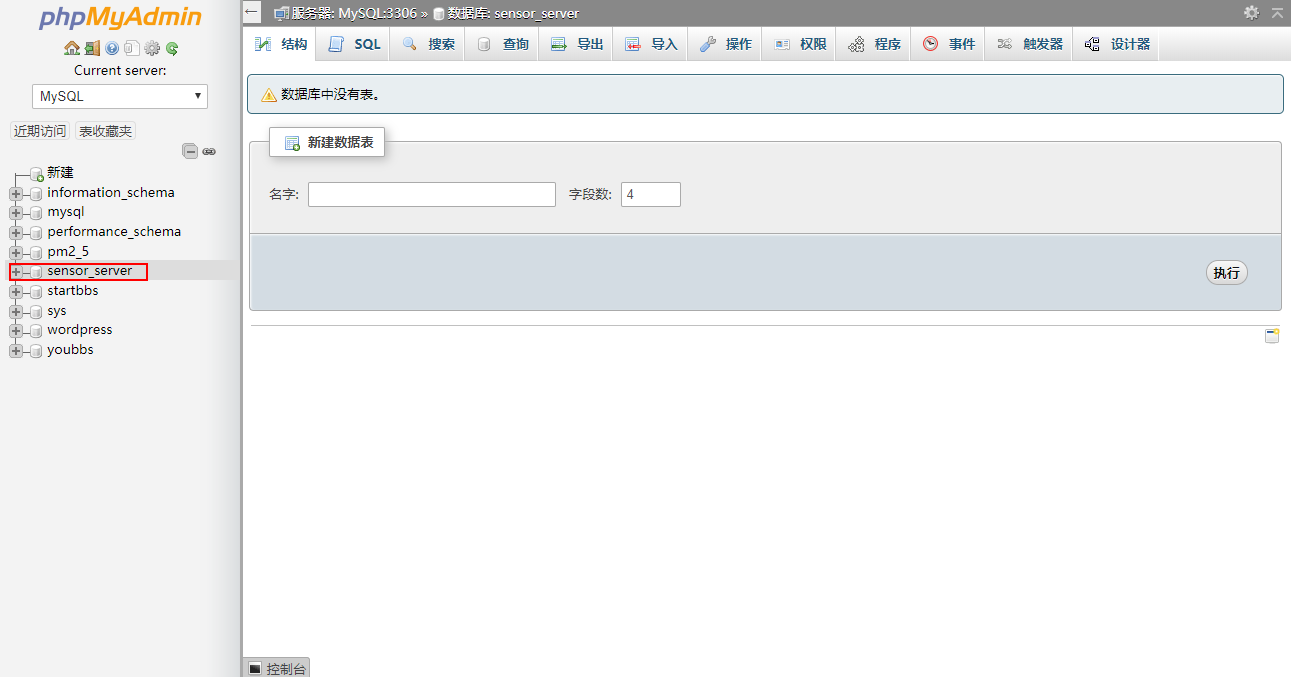 phpMyAdmin
Current server:
MySQL
近期访问 表收藏夹
新建
information_schema
mysql
performance_schema
pm2_5
sensor_server
startbbs
sys
wordpress
youbbs
服务器: MySQL:3306 » 数据库: sensor_server
结构 SQL 搜索 查询 导出 导入 操作 权限 程序 事件 触发器 设计器
数据库中没有表。
新建数据表
名字: 字段数: 4
执行
控制台